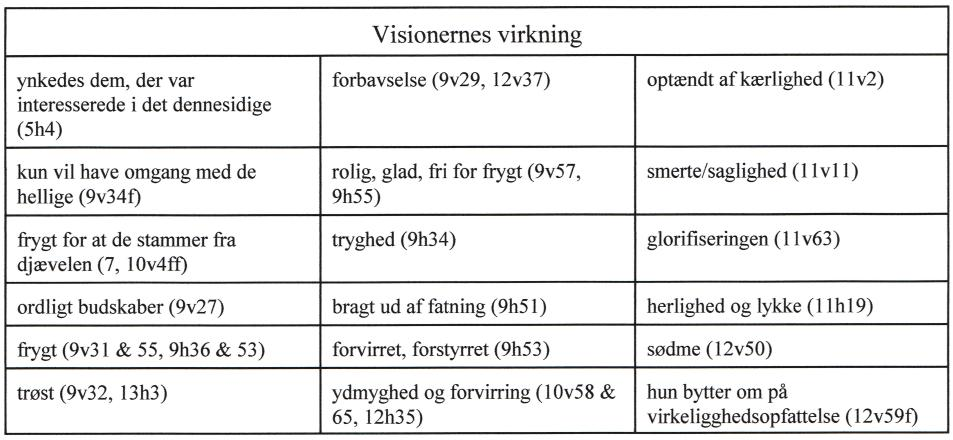 Visionernes virkning
ynkedes dem, der var
interesserede i det dennesidige
(5h4)
forbavselse (9v29, 12v37)
optændt af kærlighed (11v2)
kun vil have omgang med de
hellige (9v34f)
rolig, glad, fri for frygt (9v57,
9h55)
smerte/saglighed (11v11)
frygt for at de stammer fra
djævelen (7, 10v4ff)
tryghed (9h34)
glorifiseringen (11v63)
ordligt budskaber (9v27)
bragt ud af fatning (9h51)
herlighed og lykke (11h19)
frygt (9v31 & 55, 9h36 & 53)
forvirret, forstyrret (9h53)
sødme (12v50)
trøst (9v32, 13h3)
ydmyghed og forvirring (10v58 &
65, 12h35)
hun bytter om på
virkeligghedsopfattelse (12v59f)